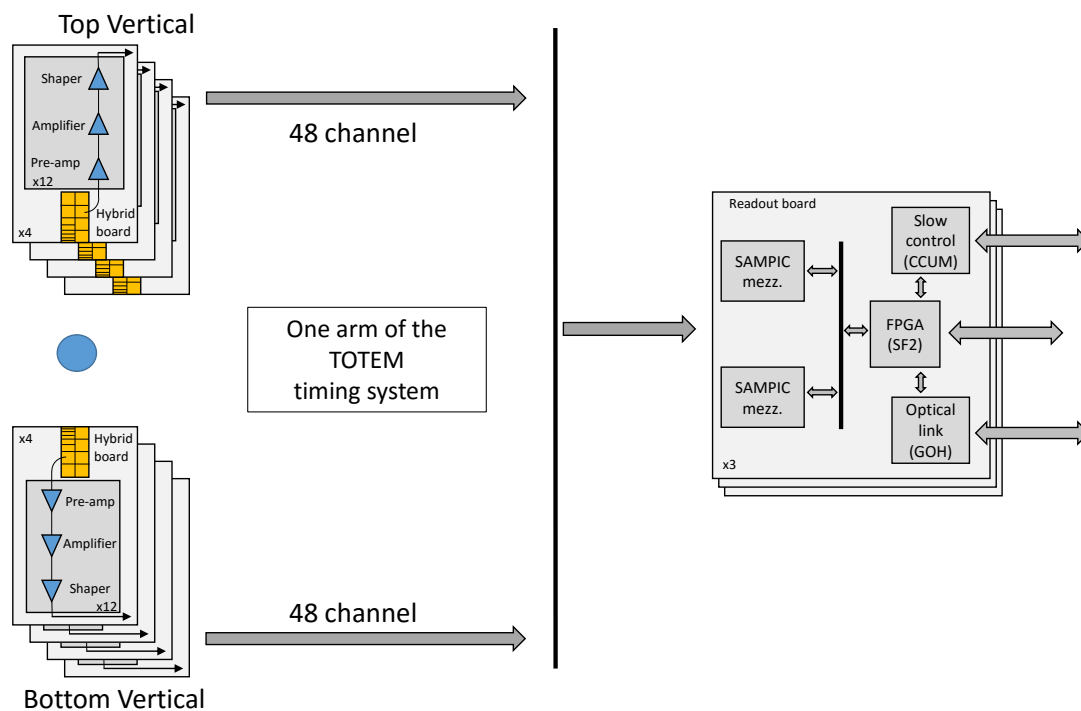 Top Vertical
Shaper
Amplifier
Pre-amp
x12
Hybrid
board
x4
48 channel
One arm of the
TOTEM
timing system
x4
Hybrid
board
Pre-amp
Amplifier
Shaper
x12
48 channel
Bottom Vertical
Readout board
SAMPIC
mezz.
SAMPIC
mezz.
Slow
control
(CCUM)
FPGA
(SF2)
Optical
link
(GOH)
x3